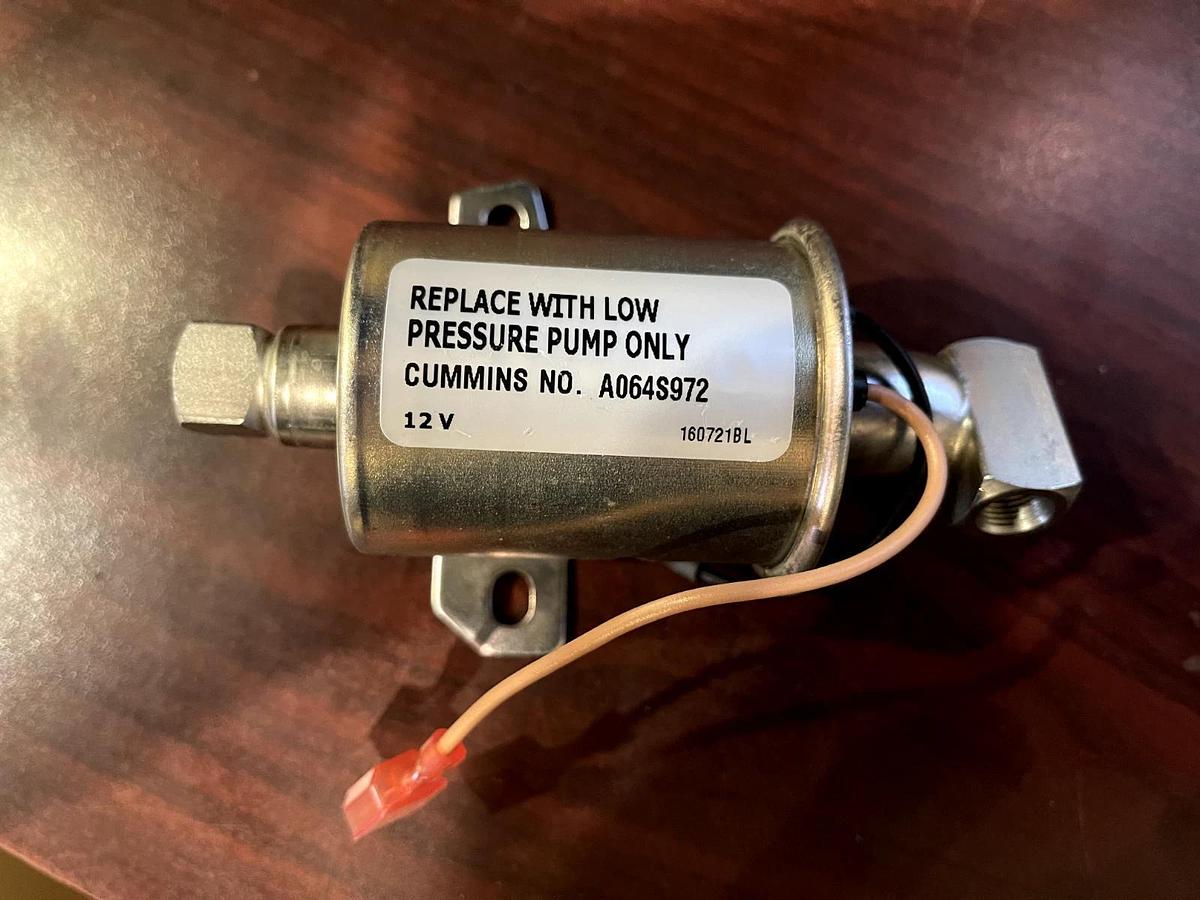 REPLACE WITH LOW
PRESSURE PUMP ONLY
CUMMINS NO. A064S972
12 V
160721BL